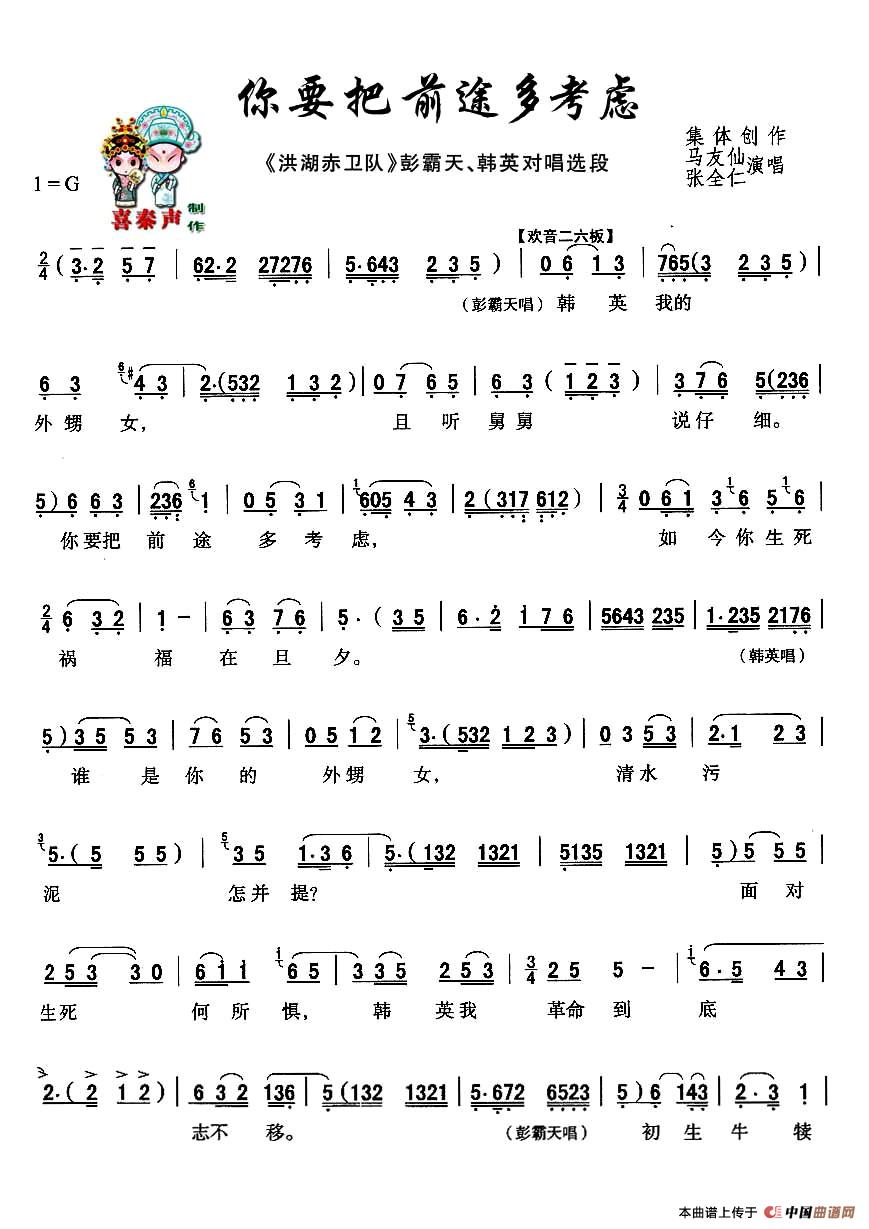 你要把前途多考虑
集体创作
《洪湖赤卫队》彭霸天、韩英对唱选段
马友仙
张全仁
演唱
1=G
喜秦声
制作
【欢音二六板】
2/4 (3·2 5 7 | 62·2 27276 | 5·643 2 3 5) | 0 6 1 3 | 765(3 2 3 5 |
(彭霸天唱) 韩 英 我的
6 3 6 #4 3 | 2·(532 1 3 2) | 0 7 6 5 | 6 3 (1 2 3) | 3 7 6 5(236 |
外甥 女, 且 听 舅舅 说仔 细。
5) 6 6 3 | 236 6 1 | 0 5 3 1 | 1 605 4 3 | 2 (317 612) | 3/4 0 6 1 3 1 6 5 1 6 |
你要把 前 途 多 考 虑, 如 今你生死
2/4 6 3 2 | 1 - | 6 3 7 6 | 5· (3 5 | 6·2 1 7 6 | 5643 235 | 1·235 2176 |
祸 福 在 旦 夕。 (韩英唱)
5) 3 5 5 3 | 7 6 5 3 | 0 5 1 2 | 5 3·(532 1 2 3) | 0 3 5 3 | 2·1 2 3 |
谁 是 你 的 外甥 女, 清水 污
3 5·(5 5 5) | 5 3 5 1·3 6 | 5·(132 1321 | 5135 1321 | 5) 5 5 5 |
泥 怎并 提? 面 对
2 5 3 3 0 | 6 1 1 | 1 6 5 3 | 3 3 5 2 3 5 | 3/4 2 5 5 - | 1 6·5 4 3 |
生死 何 所 惧, 韩 英我 革命 到 底
2·(2 1 2) | 6 3 2 136 | 5 (132 1321 | 5·672 6523 | 5) 6 143 | 2·3 1 |
志不 移。 (彭霸天唱) 初 生 牛 犊
本曲谱上传于 中国曲谱网